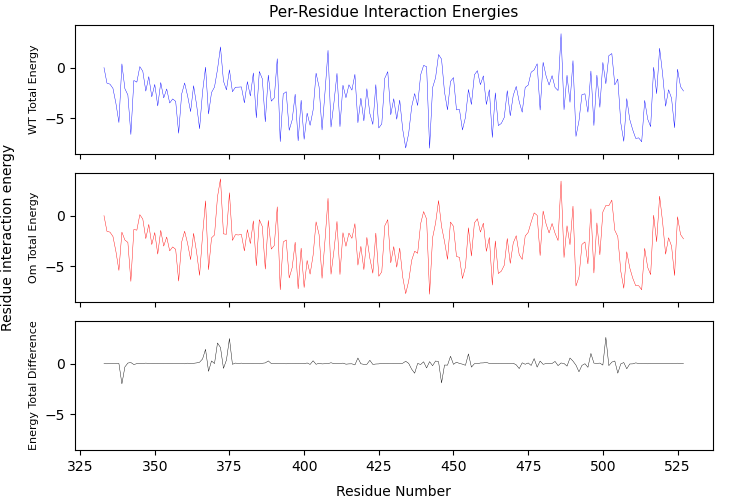 Per-Residue Interaction Energies
Residue interaction energy
WT Total Energy
0
−5
Om Total Energy
0
−5
Energy Total Difference
0
−5
325 350 375 400 425 450 475 500 525
Residue Number